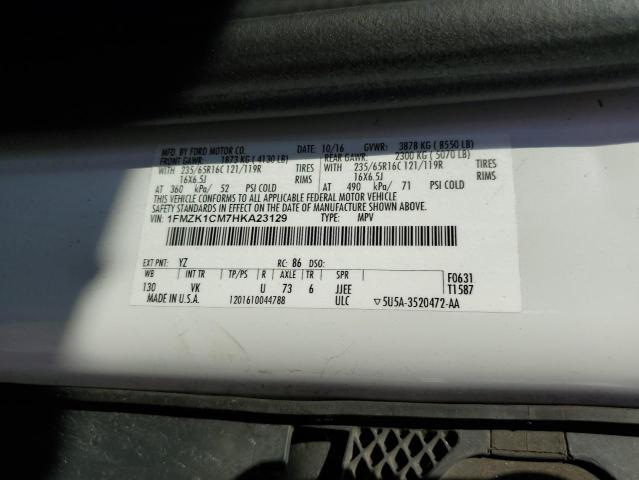 MFD. BY FORD MOTOR CO. DATE: 10/16 GVWR: 3878 KG ( 8550 LB)
FRONT GAWR: 1873 KG ( 4130 LB) REAR GAWR: 2300 KG ( 5070 LB)
WITH 235/65R16C 121/119R TIRES WITH 235/65R16C 121/119R TIRES
16X6.5J RIMS 16X6.5J RIMS
AT 360 kPa/ 52 PSI COLD AT 490 kPa/ 71 PSI COLD
THIS VEHICLE CONFORMS TO ALL APPLICABLE FEDERAL MOTOR VEHICLE
SAFETY STANDARDS IN EFFECT ON THE DATE OF MANUFACTURE SHOWN ABOVE.
VIN: 1FMZK1CM7HKA23129 TYPE: MPV
EXT PNT: YZ RC: 86 DSO:
WB INT TR TP/PS R AXLE TR SPR F0631
130 VK U 73 6 JJEE T1587
MADE IN U.S.A. 1201610044788 ULC ▽5U5A-3520472-AA